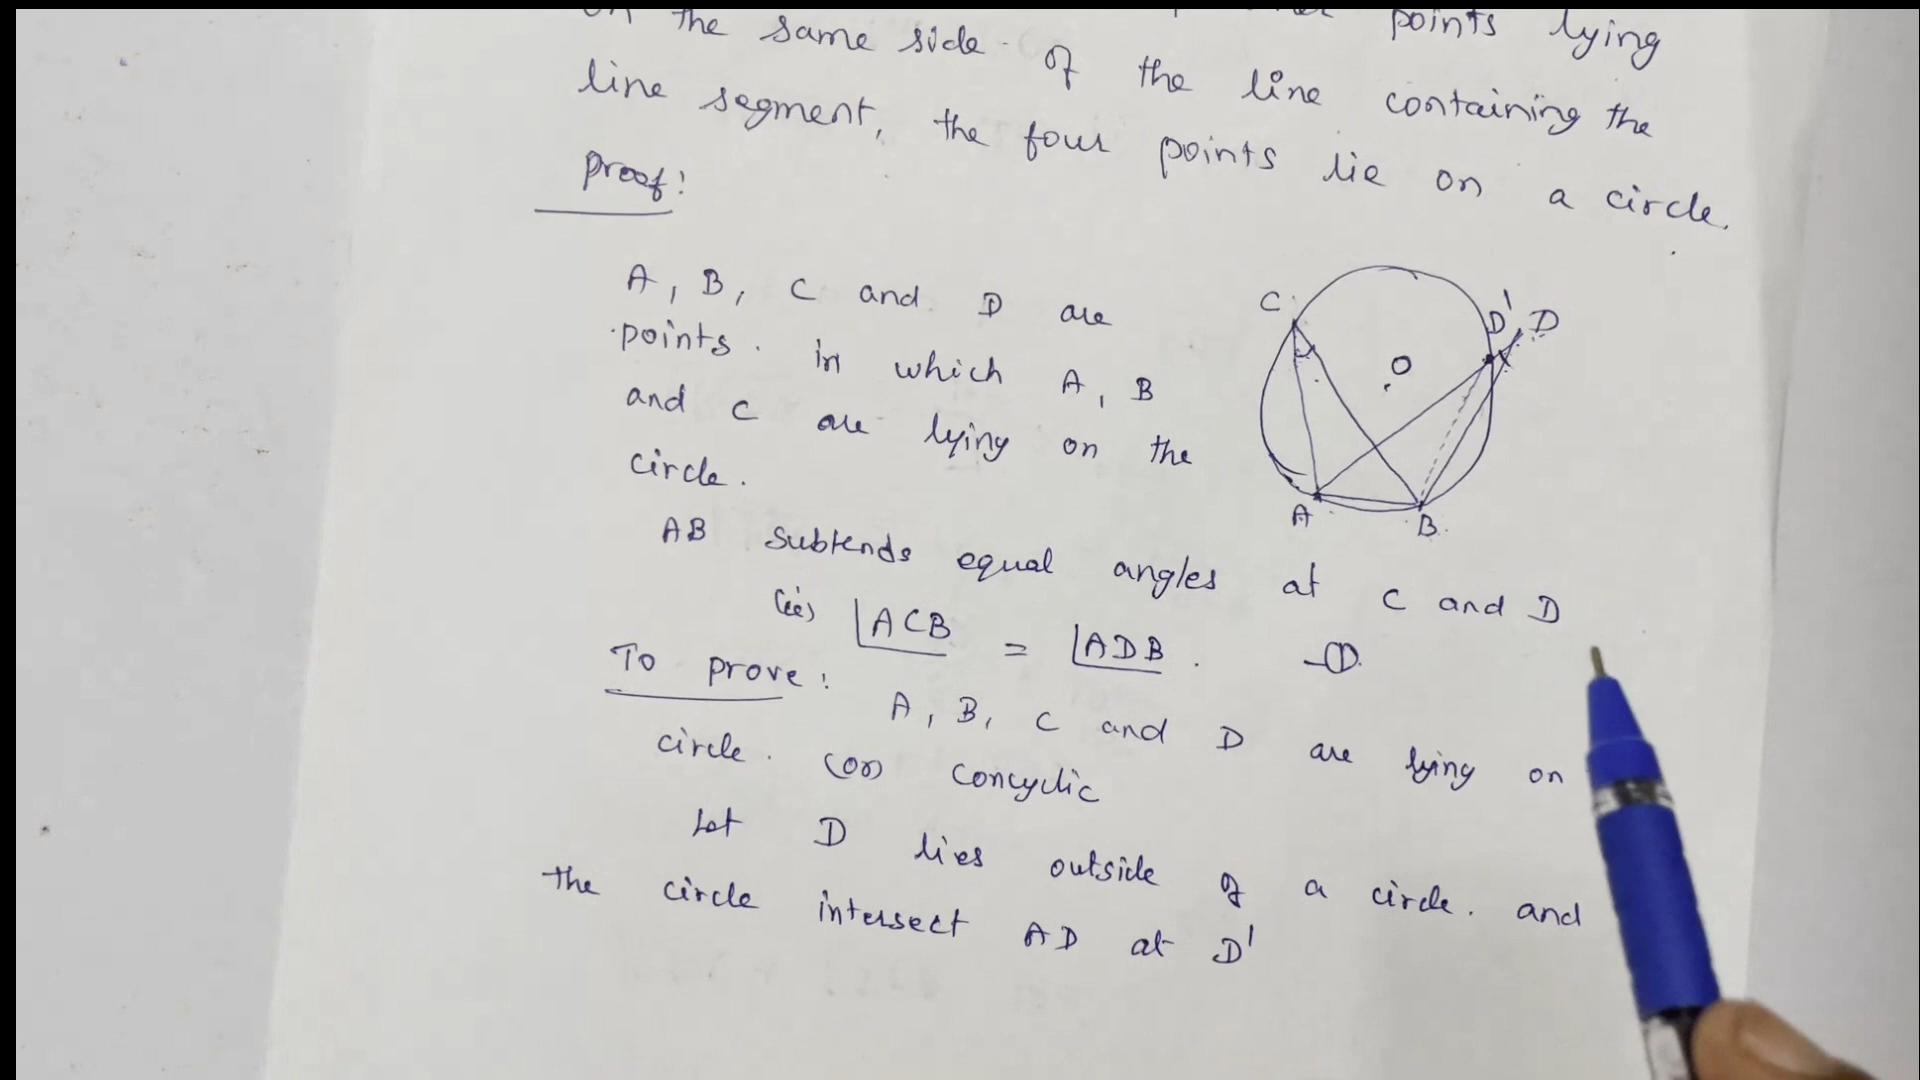 the same side of the line containing the
points lying
line segment, the four points lie on a circle.
Proof:
A, B, C and D are
points in which A, B
and C are lying on the
circle.
C
D'
D
O
A
B
AB subtends equal angles at C and D
(ie) ∠ACB = ∠ADB. -①
To prove: A, B, C and D are lying on
circle. (or) concyclic
Let D lies outside of a circle. and
the circle intersect AD at D'